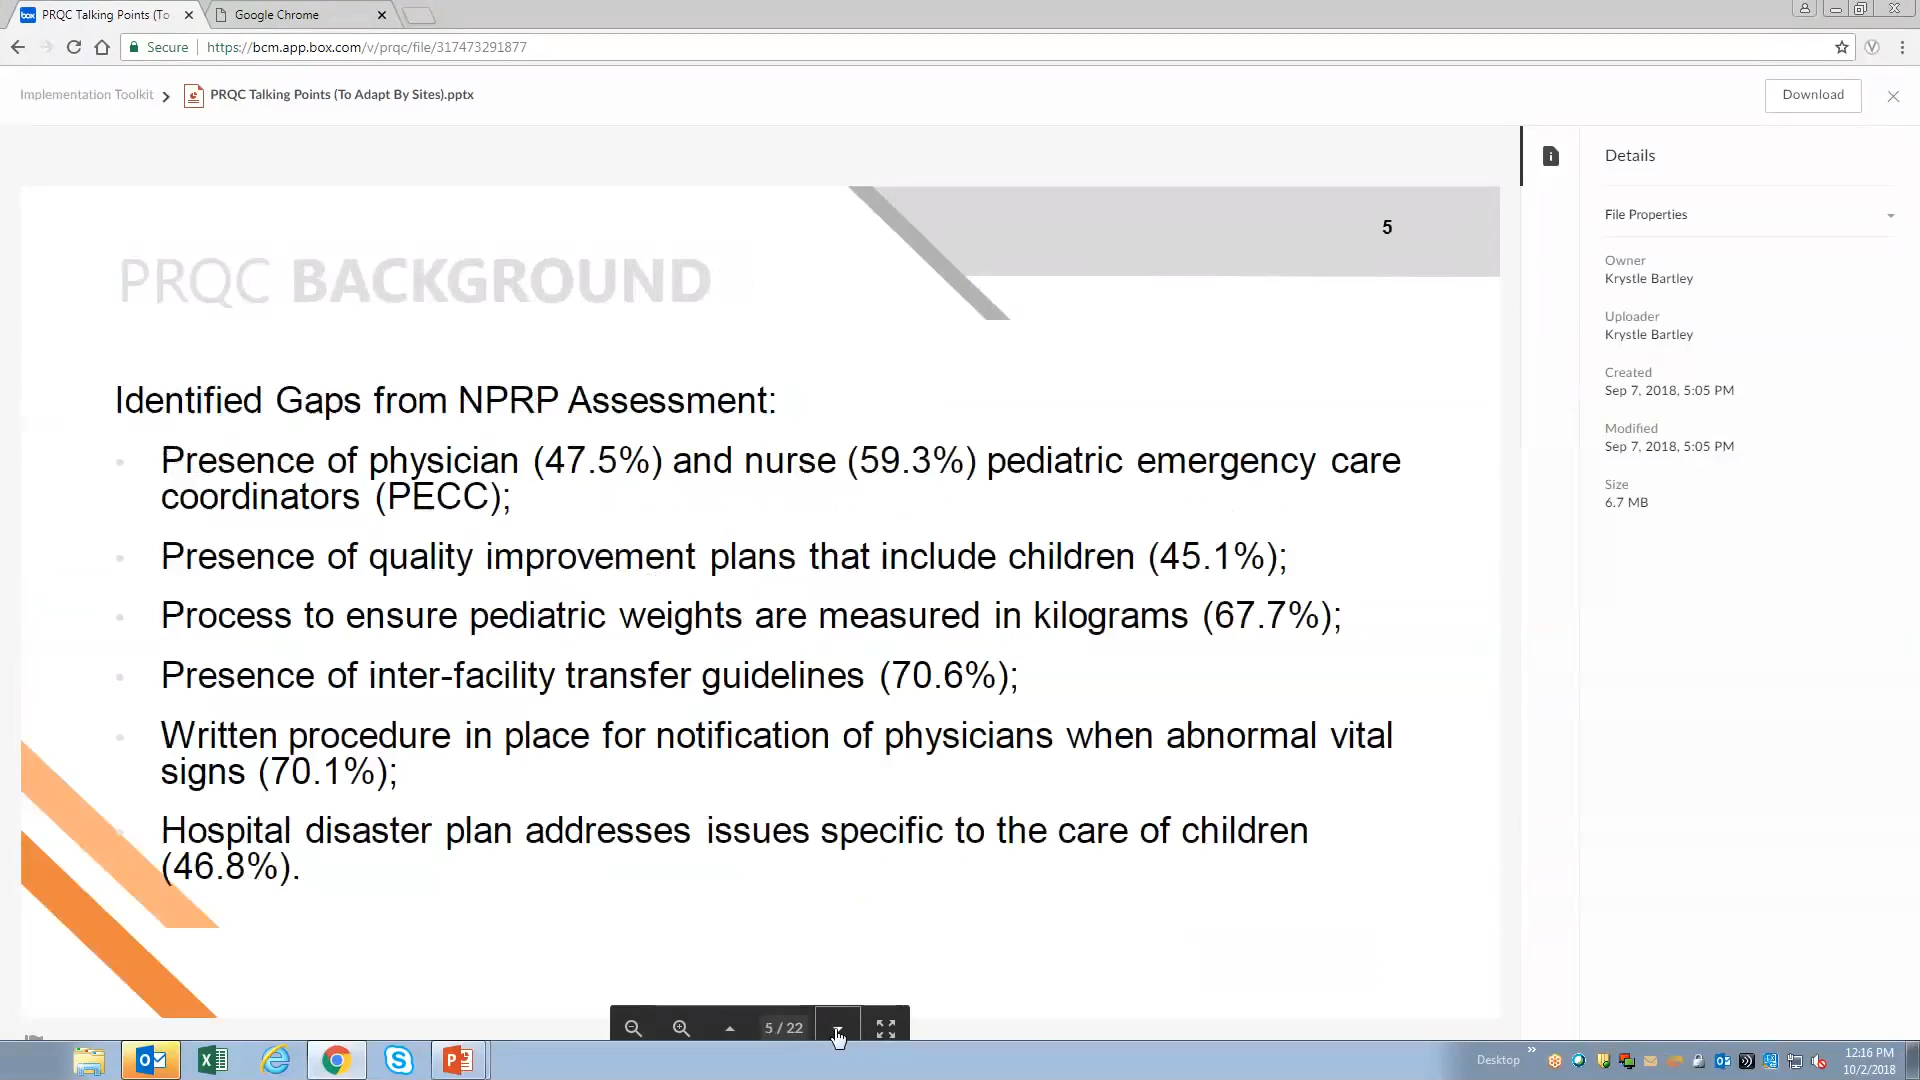 PRQC Talking Points (To
Google Chrome
Secure
https://bcm.app.box.com/v/prqc/file/317473291877
Implementation Toolkit
PRQC Talking Points (To Adapt By Sites).pptx
Download
5
PRQC BACKGROUND
Identified Gaps from NPRP Assessment:
Presence of physician (47.5%) and nurse (59.3%) pediatric emergency care
coordinators (PECC);
Presence of quality improvement plans that include children (45.1%);
Process to ensure pediatric weights are measured in kilograms (67.7%);
Presence of inter-facility transfer guidelines (70.6%);
Written procedure in place for notification of physicians when abnormal vital
signs (70.1%);
Hospital disaster plan addresses issues specific to the care of children
(46.8%).
Details
File Properties
Owner
Krystle Bartley
Uploader
Krystle Bartley
Created
Sep 7, 2018, 5:05 PM
Modified
Sep 7, 2018, 5:05 PM
Size
6.7 MB
5 / 22
Desktop
12:16 PM
10/2/2018